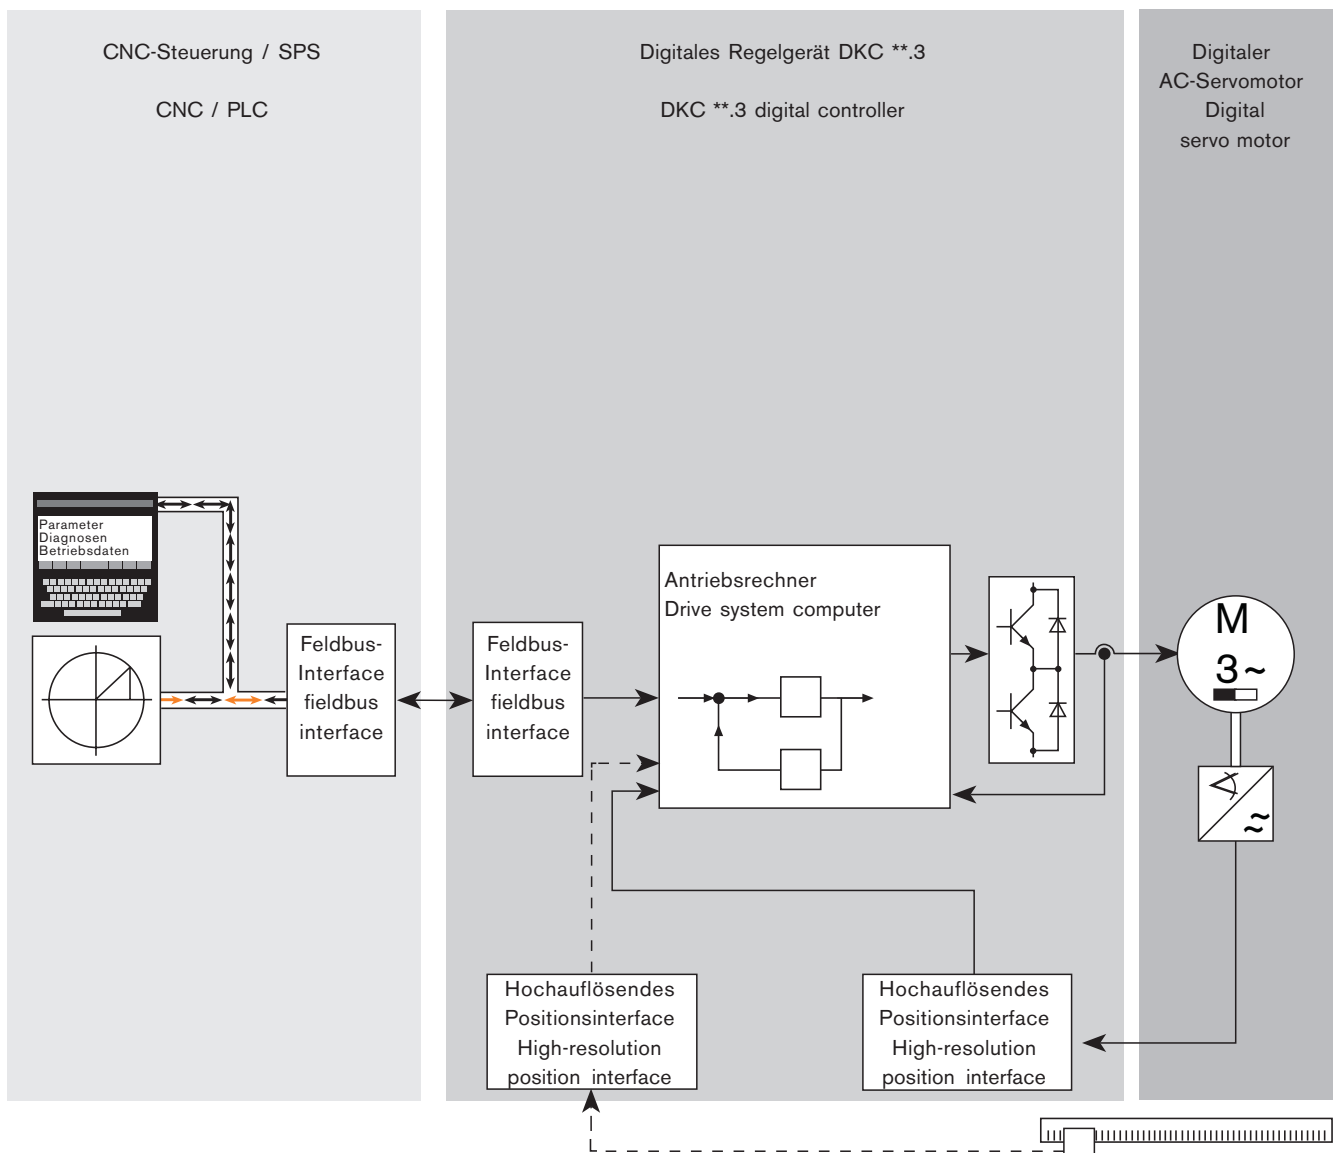 CNC-Steuerung / SPS
CNC / PLC
Digitales Regelgerät DKC **.3
DKC **.3 digital controller
Digitaler
AC-Servomotor
Digital
servo motor
Parameter
Diagnosen
Betriebsdaten
Feldbus-
Interface
fieldbus
interface
Feldbus-
Interface
fieldbus
interface
Antriebsrechner
Drive system computer
M
3~
Hochauflösendes
Positionsinterface
High-resolution
position interface
Hochauflösendes
Positionsinterface
High-resolution
position interface